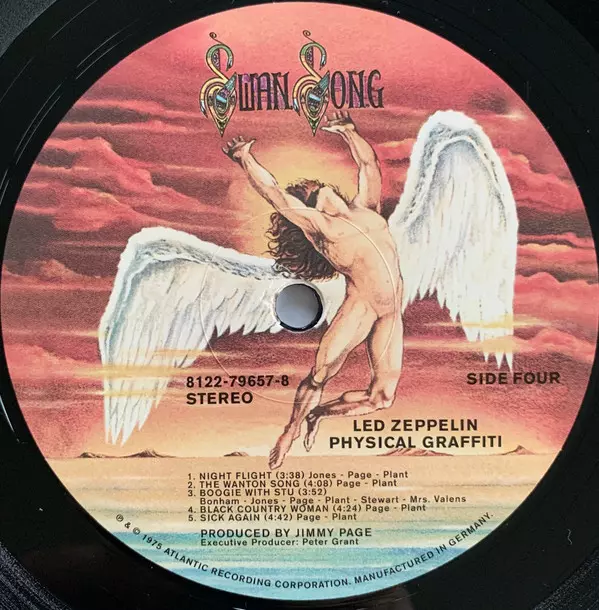 SWAN SONG
8122-79657-8
STEREO
SIDE FOUR
LED ZEPPELIN
PHYSICAL GRAFFITI
1. NIGHT FLIGHT (3:38) Jones - Page - Plant
2. THE WANTON SONG (4:08) Page - Plant
3. BOOGIE WITH STU (3:52)
Bonham - Jones - Page - Plant - Stewart - Mrs. Valens
4. BLACK COUNTRY WOMAN (4:24) Page - Plant
5. SICK AGAIN (4:42) Page - Plant
PRODUCED BY JIMMY PAGE
Executive Producer: Peter Grant
℗ & © 1975 ATLANTIC RECORDING CORPORATION. MANUFACTURED IN GERMANY.